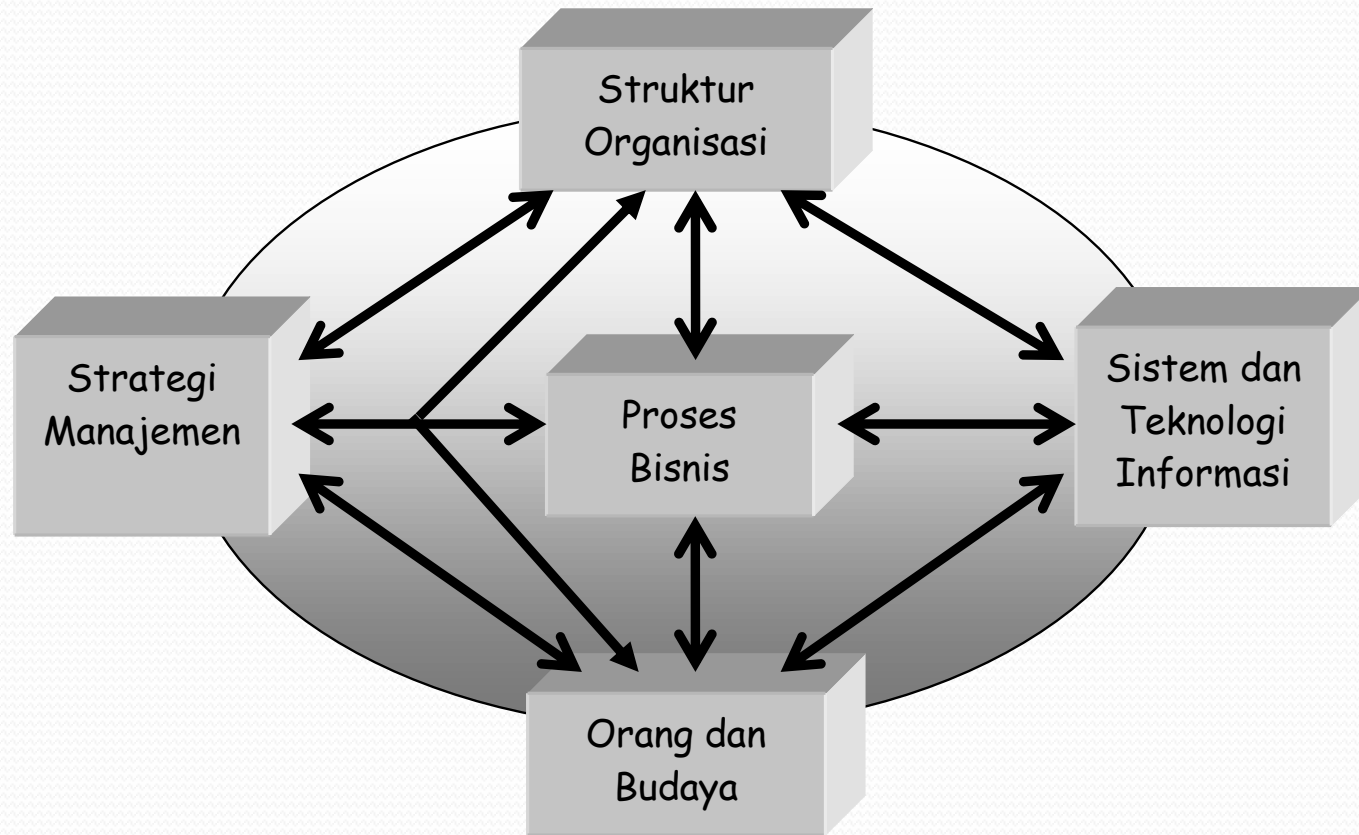 Struktur
Organisasi
Strategi
Manajemen
Proses
Bisnis
Sistem dan
Teknologi
Informasi
Orang dan
Budaya